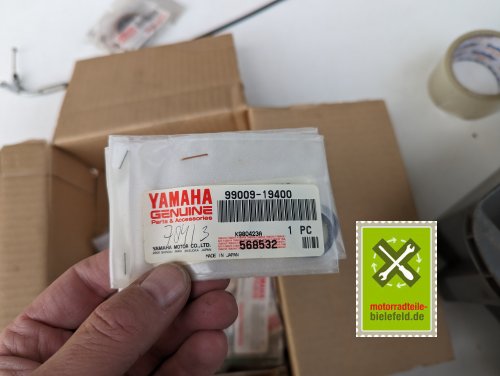 YAMAHA
GENUINE
Parts & Accessories
YAMAHA MOTOR CO., LTD.
99009-19400
K980423A
1 PC
568532
MADE IN JAPAN
motorradteile-
bielefeld.de